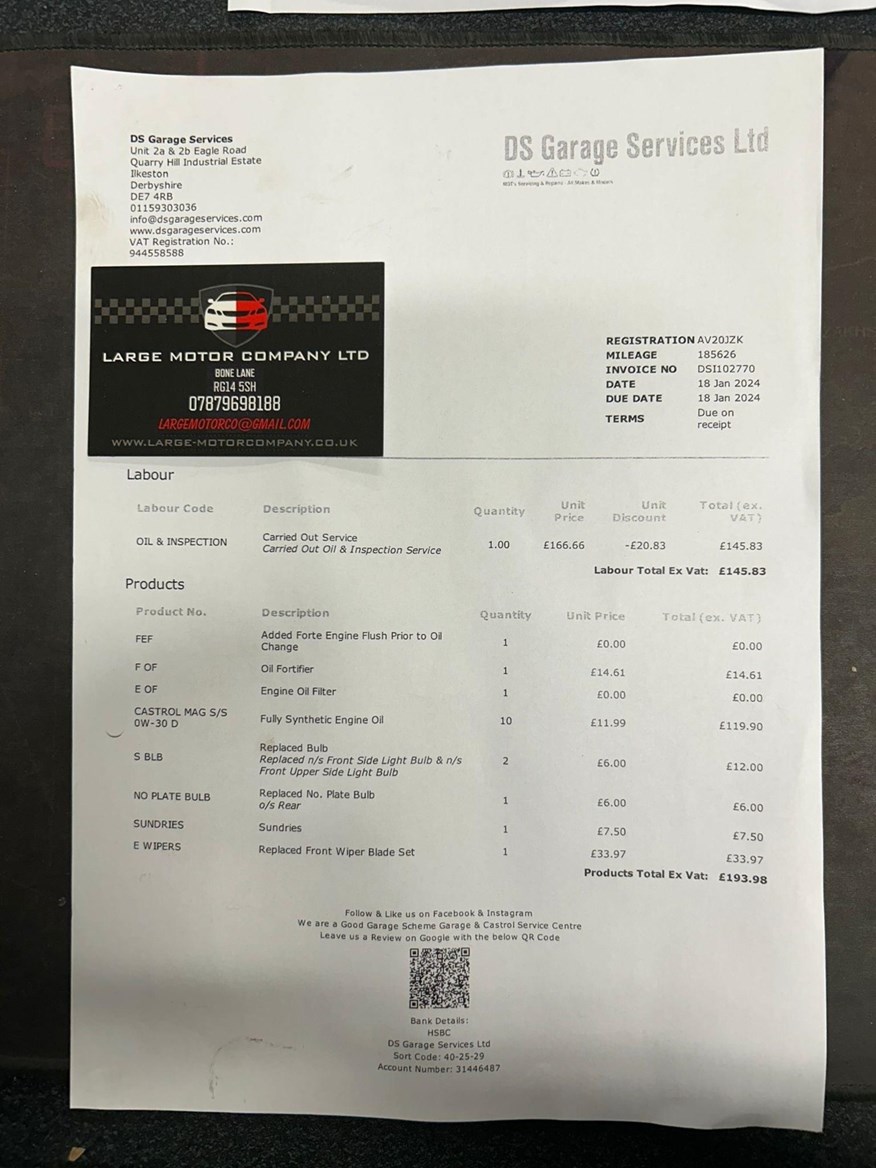 DS Garage Services
Unit 2a & 2b Eagle Road
Quarry Hill Industrial Estate
Ilkeston
Derbyshire
DE7 4RB
01159303036
info@dsgarageservices.com
www.dsgarageservices.com
VAT Registration No.:
944558588
DS Garage Services Ltd
MOT's Servicing & Repairs - All Makes & Models
LARGE MOTOR COMPANY LTD
BONE LANE
RG14 5SH
07879698188
LARGEMOTORCO@GMAIL.COM
WWW.LARGE-MOTORCOMPANY.CO.UK
REGISTRATION AV20JZK
MILEAGE 185626
INVOICE NO DSI102770
DATE 18 Jan 2024
DUE DATE 18 Jan 2024
TERMS Due on
receipt
Labour
Labour Code Description Quantity Unit Price Unit Discount Total (ex. VAT)
OIL & INSPECTION Carried Out Service 1.00 £166.66 -£20.83 £145.83
Carried Out Oil & Inspection Service
Labour Total Ex Vat: £145.83
Products
Product No. Description Quantity Unit Price Total (ex. VAT)
FEF Added Forte Engine Flush Prior to Oil 1 £0.00 £0.00
Change
F OF Oil Fortifier 1 £14.61 £14.61
E OF Engine Oil Filter 1 £0.00 £0.00
CASTROL MAG S/S
0W-30 D Fully Synthetic Engine Oil 10 £11.99 £119.90
Replaced Bulb
S BLB Replaced n/s Front Side Light Bulb & n/s 2 £6.00 £12.00
Front Upper Side Light Bulb
NO PLATE BULB Replaced No. Plate Bulb 1 £6.00 £6.00
o/s Rear
SUNDRIES Sundries 1 £7.50 £7.50
E WIPERS Replaced Front Wiper Blade Set 1 £33.97 £33.97
Products Total Ex Vat: £193.98
Follow & Like us on Facebook & Instagram
We are a Good Garage Scheme Garage & Castrol Service Centre
Leave us a Review on Google with the below QR Code
Bank Details:
HSBC
DS Garage Services Ltd
Sort Code: 40-25-29
Account Number: 31446487